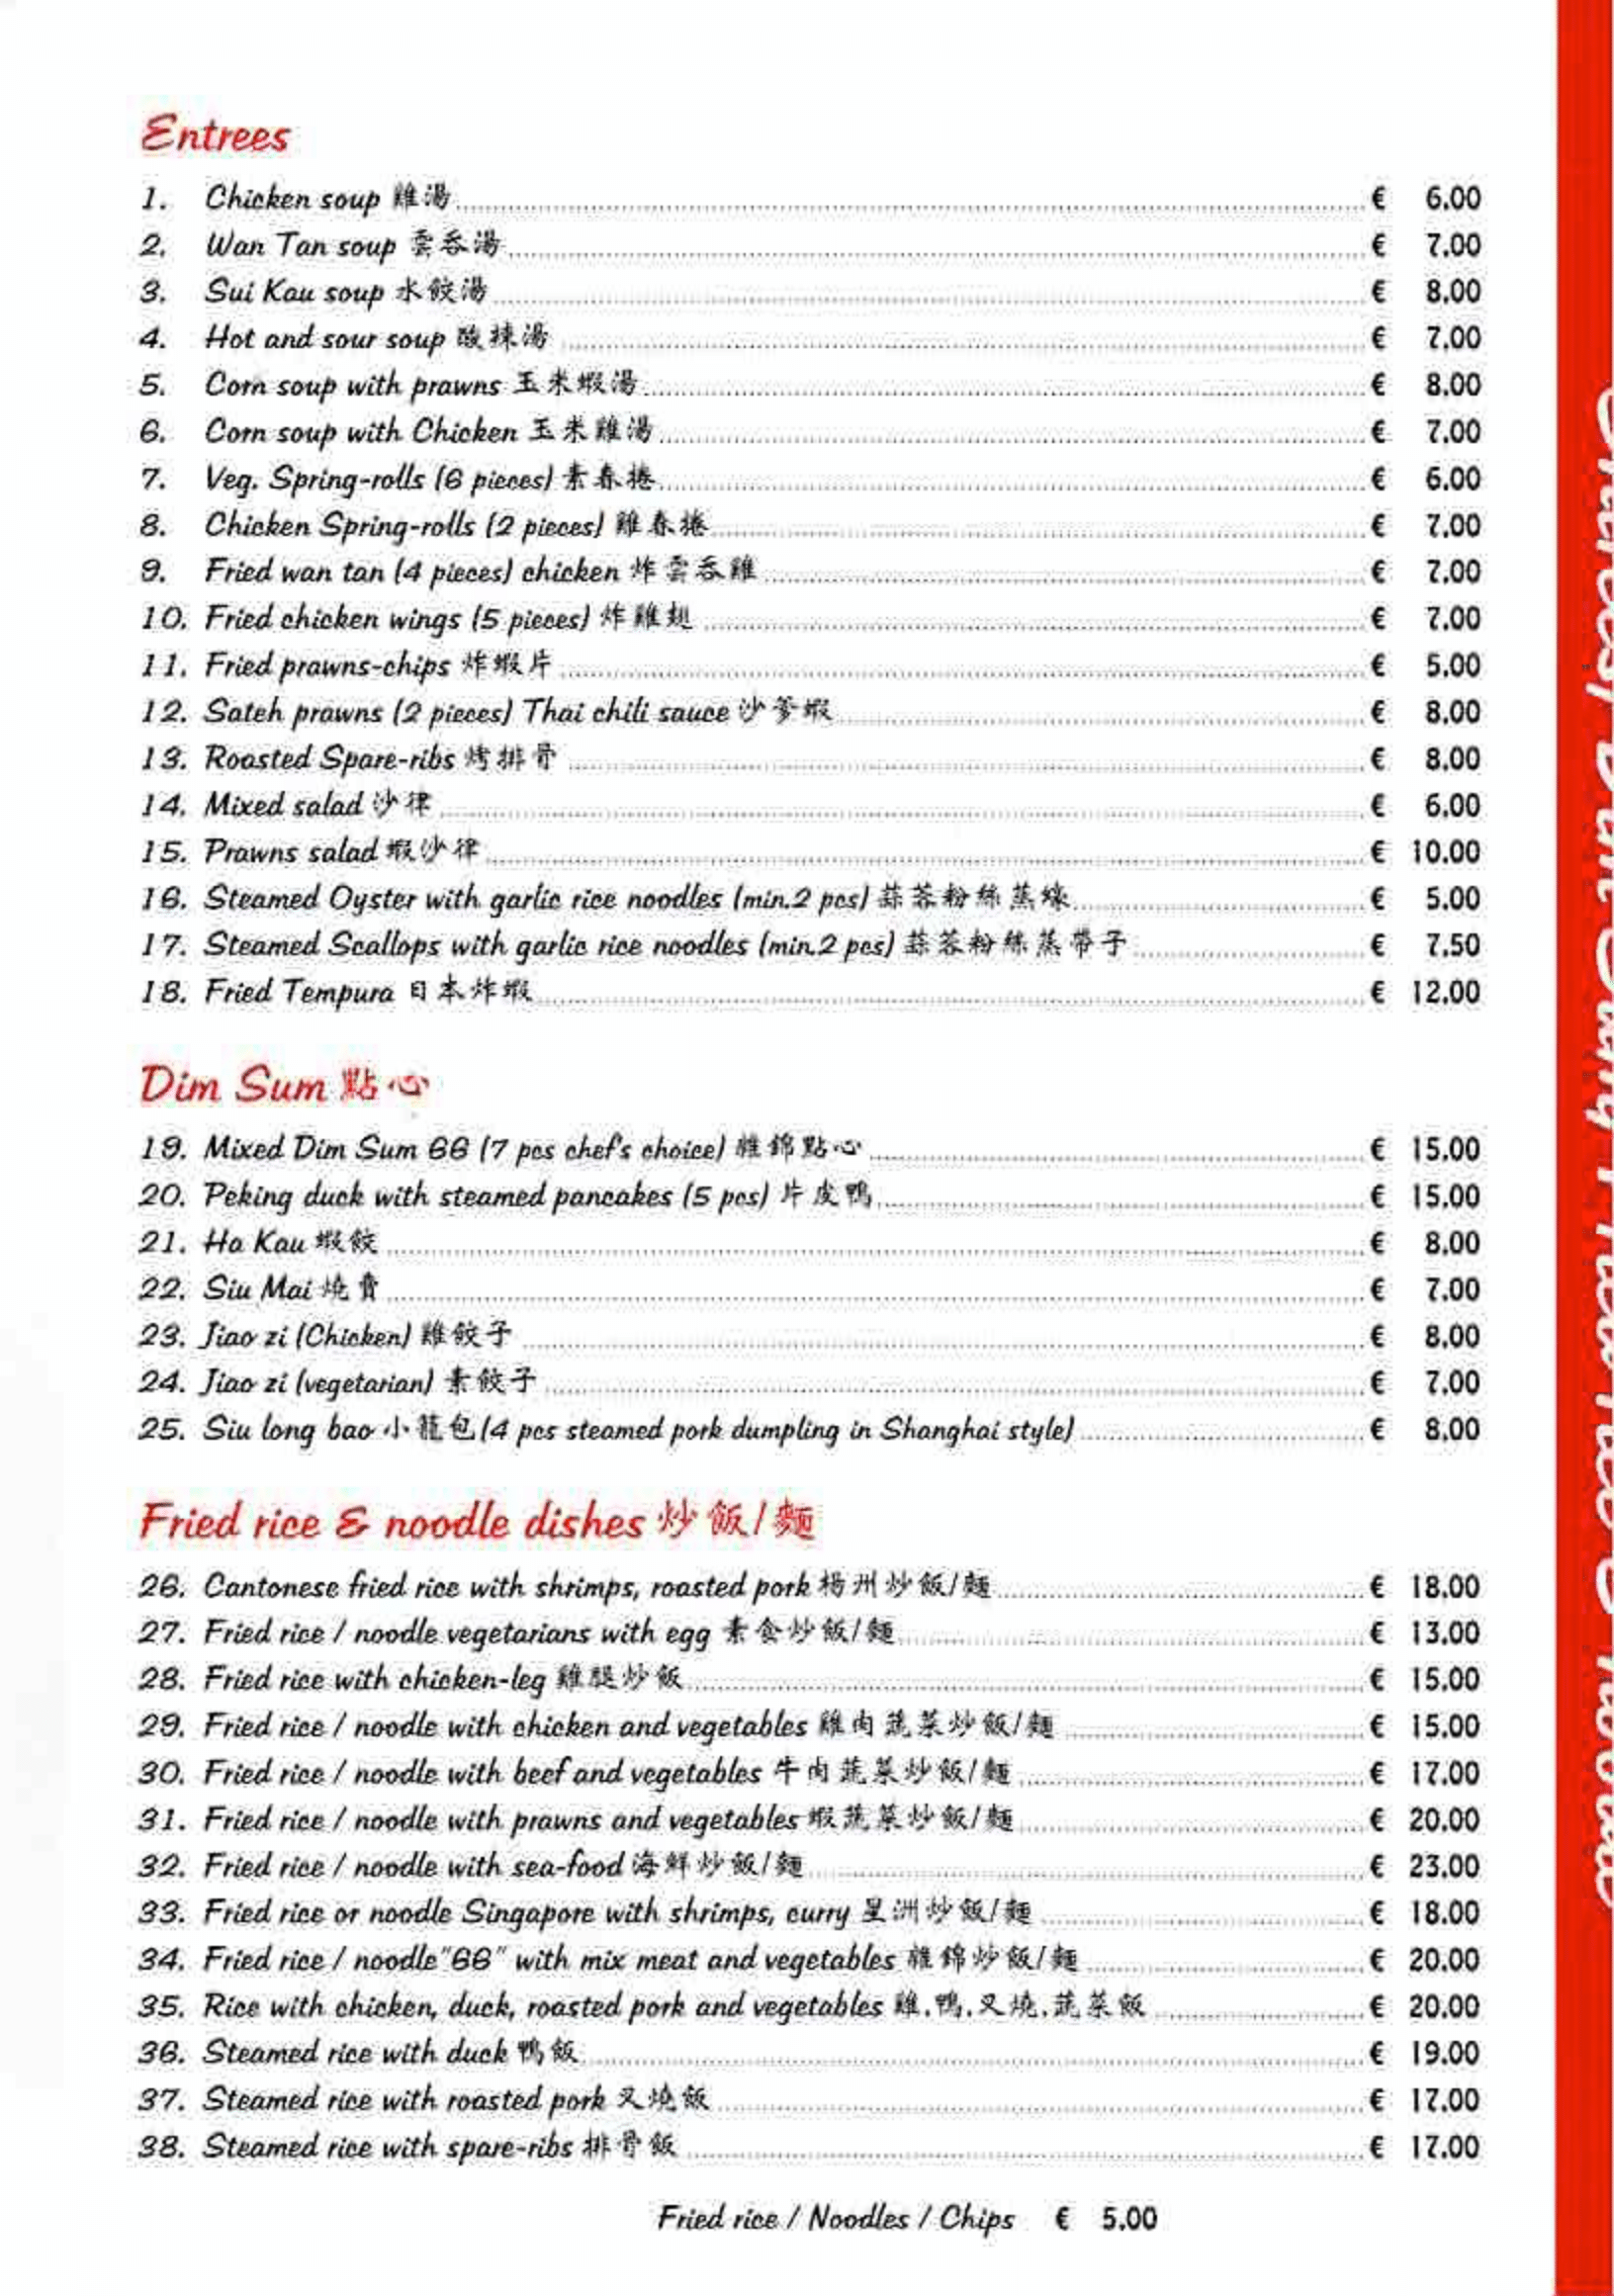 Entrees
1. Chicken soup 雞湯 € 6.00
2. Wan Tan soup 雲吞湯 € 7.00
3. Sui Kau soup 水餃湯 € 8.00
4. Hot and sour soup 酸辣湯 € 7.00
5. Corn soup with prawns 玉米蝦湯 € 8.00
6. Corn soup with Chicken 玉米雞湯 € 7.00
7. Veg. Spring-rolls (6 pieces) 素春捲 € 6.00
8. Chicken Spring-rolls (2 pieces) 雞春捲 € 7.00
9. Fried wan tan (4 pieces) chicken 炸雲吞雞 € 7.00
10. Fried chicken wings (5 pieces) 炸雞翅 € 7.00
11. Fried prawns-chips 炸蝦片 € 5.00
12. Sateh prawns (2 pieces) Thai chili sauce 沙爹蝦 € 8.00
13. Roasted Spare-ribs 烤排骨 € 8.00
14. Mixed salad 沙律 € 6.00
15. Prawns salad 蝦沙律 € 10.00
16. Steamed Oyster with garlic rice noodles (min.2 pcs) 蒜蓉粉絲蒸蠔 € 5.00
17. Steamed Scallops with garlic rice noodles (min.2 pcs) 蒜蓉粉絲蒸帶子 € 7.50
18. Fried Tempura 日本炸蝦 € 12.00
Dim Sum 點心
19. Mixed Dim Sum 66 (7 pcs chef's choice) 雜錦點心 € 15.00
20. Peking duck with steamed pancakes (5 pcs) 片皮鴨 € 15.00
21. Ha Kau 蝦餃 € 8.00
22. Siu Mai 燒賣 € 7.00
23. Jiao zi (Chicken) 雞餃子 € 8.00
24. Jiao zi (vegetarian) 素餃子 € 7.00
25. Siu long bao 小籠包 (4 pcs steamed pork dumpling in Shanghai style) € 8.00
Fried rice & noodle dishes 炒飯/麵
26. Cantonese fried rice with shrimps, roasted pork 楊州炒飯/麵 € 18.00
27. Fried rice / noodle vegetarians with egg 素食炒飯/麵 € 13.00
28. Fried rice with chicken-leg 雞腿炒飯 € 15.00
29. Fried rice / noodle with chicken and vegetables 雞肉蔬菜炒飯/麵 € 15.00
30. Fried rice / noodle with beef and vegetables 牛肉蔬菜炒飯/麵 € 17.00
31. Fried rice / noodle with prawns and vegetables 蝦蔬菜炒飯/麵 € 20.00
32. Fried rice / noodle with sea-food 海鮮炒飯/麵 € 23.00
33. Fried rice or noodle Singapore with shrimps, curry 星洲炒飯/麵 € 18.00
34. Fried rice / noodle "66" with mix meat and vegetables 雜錦炒飯/麵 € 20.00
35. Rice with chicken, duck, roasted pork and vegetables 雞.鴨.叉燒.蔬菜飯 € 20.00
36. Steamed rice with duck 鴨飯 € 19.00
37. Steamed rice with roasted pork 叉燒飯 € 17.00
38. Steamed rice with spare-ribs 排骨飯 € 17.00
Fried rice / Noodles / Chips € 5.00